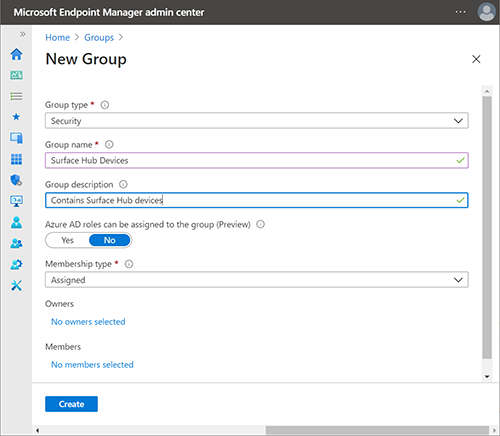 Microsoft Endpoint Manager admin center
Home > Groups >
New Group
Group type *
Security
Group name *
Surface Hub Devices
Group description
Contains Surface Hub devices
Azure AD roles can be assigned to the group (Preview)
Yes No
Membership type *
Assigned
Owners
No owners selected
Members
No members selected
Create